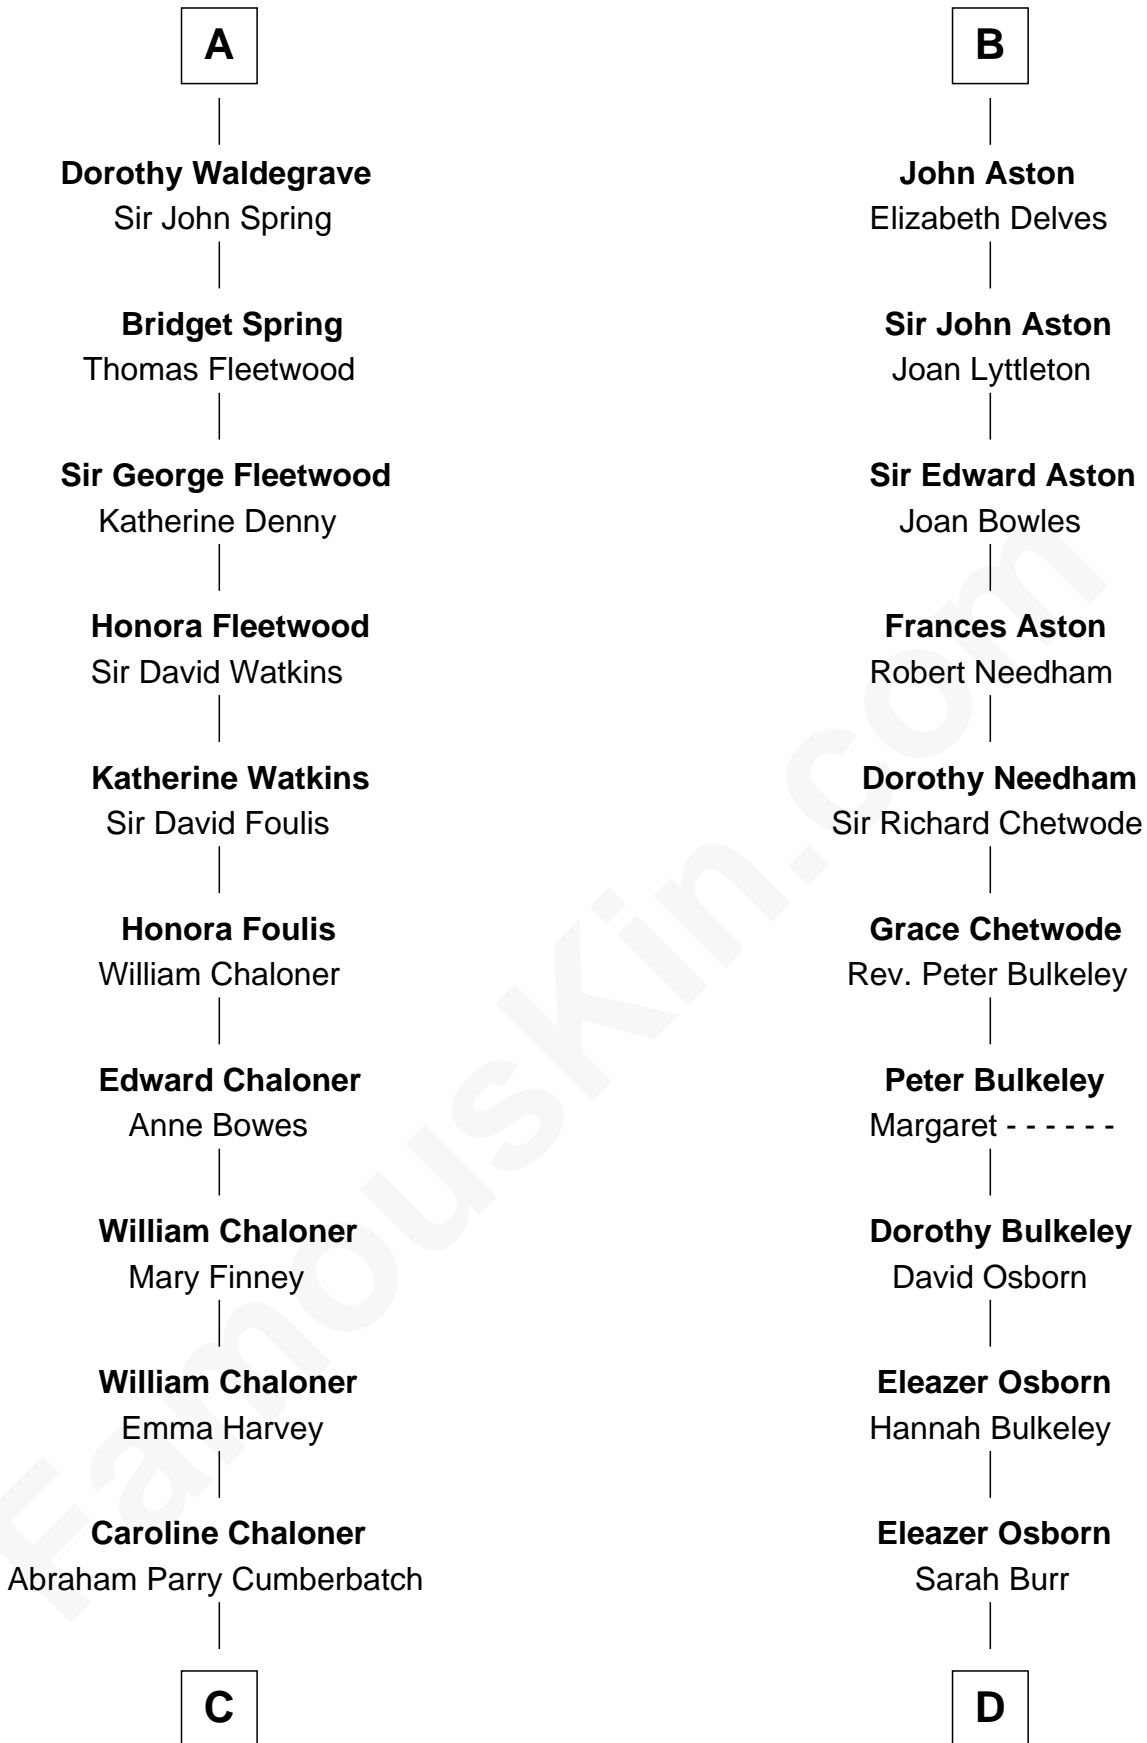 A
Dorothy Waldegrave
Sir John Spring
Bridget Spring
Thomas Fleetwood
Sir George Fleetwood
Katherine Denny
Honora Fleetwood
Sir David Watkins
Katherine Watkins
Sir David Foulis
Honora Foulis
William Chaloner
Edward Chaloner
Anne Bowes
William Chaloner
Mary Finney
William Chaloner
Emma Harvey
Caroline Chaloner
Abraham Parry Cumberbatch
C
B
John Aston
Elizabeth Delves
Sir John Aston
Joan Lyttleton
Sir Edward Aston
Joan Bowles
Frances Aston
Robert Needham
Dorothy Needham
Sir Richard Chetwode
Grace Chetwode
Rev. Peter Bulkeley
Peter Bulkeley
Margaret - - - - - -
Dorothy Bulkeley
David Osborn
Eleazer Osborn
Hannah Bulkeley
Eleazer Osborn
Sarah Burr
D
FamousKin.com